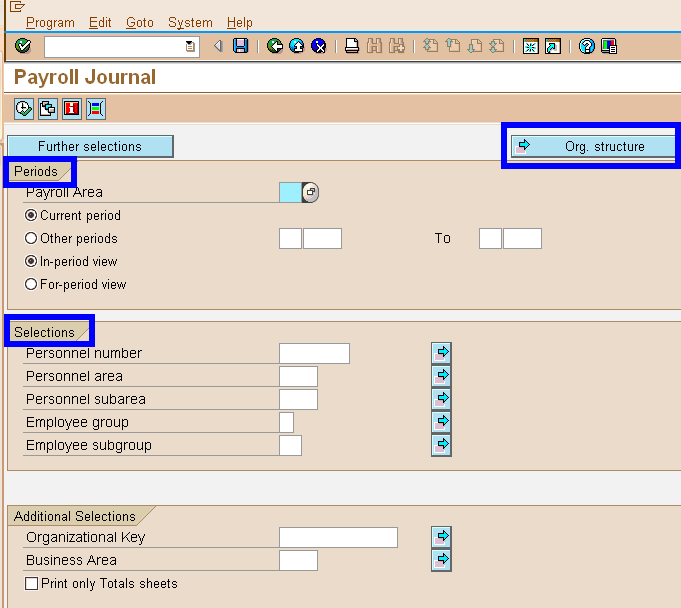 Program Edit Goto System Help
Payroll Journal
Further selections
Org. structure
Periods
Payroll Area
Current period
Other periods To
In-period view
For-period view
Selections
Personnel number
Personnel area
Personnel subarea
Employee group
Employee subgroup
Additional Selections
Organizational Key
Business Area
Print only Totals sheets